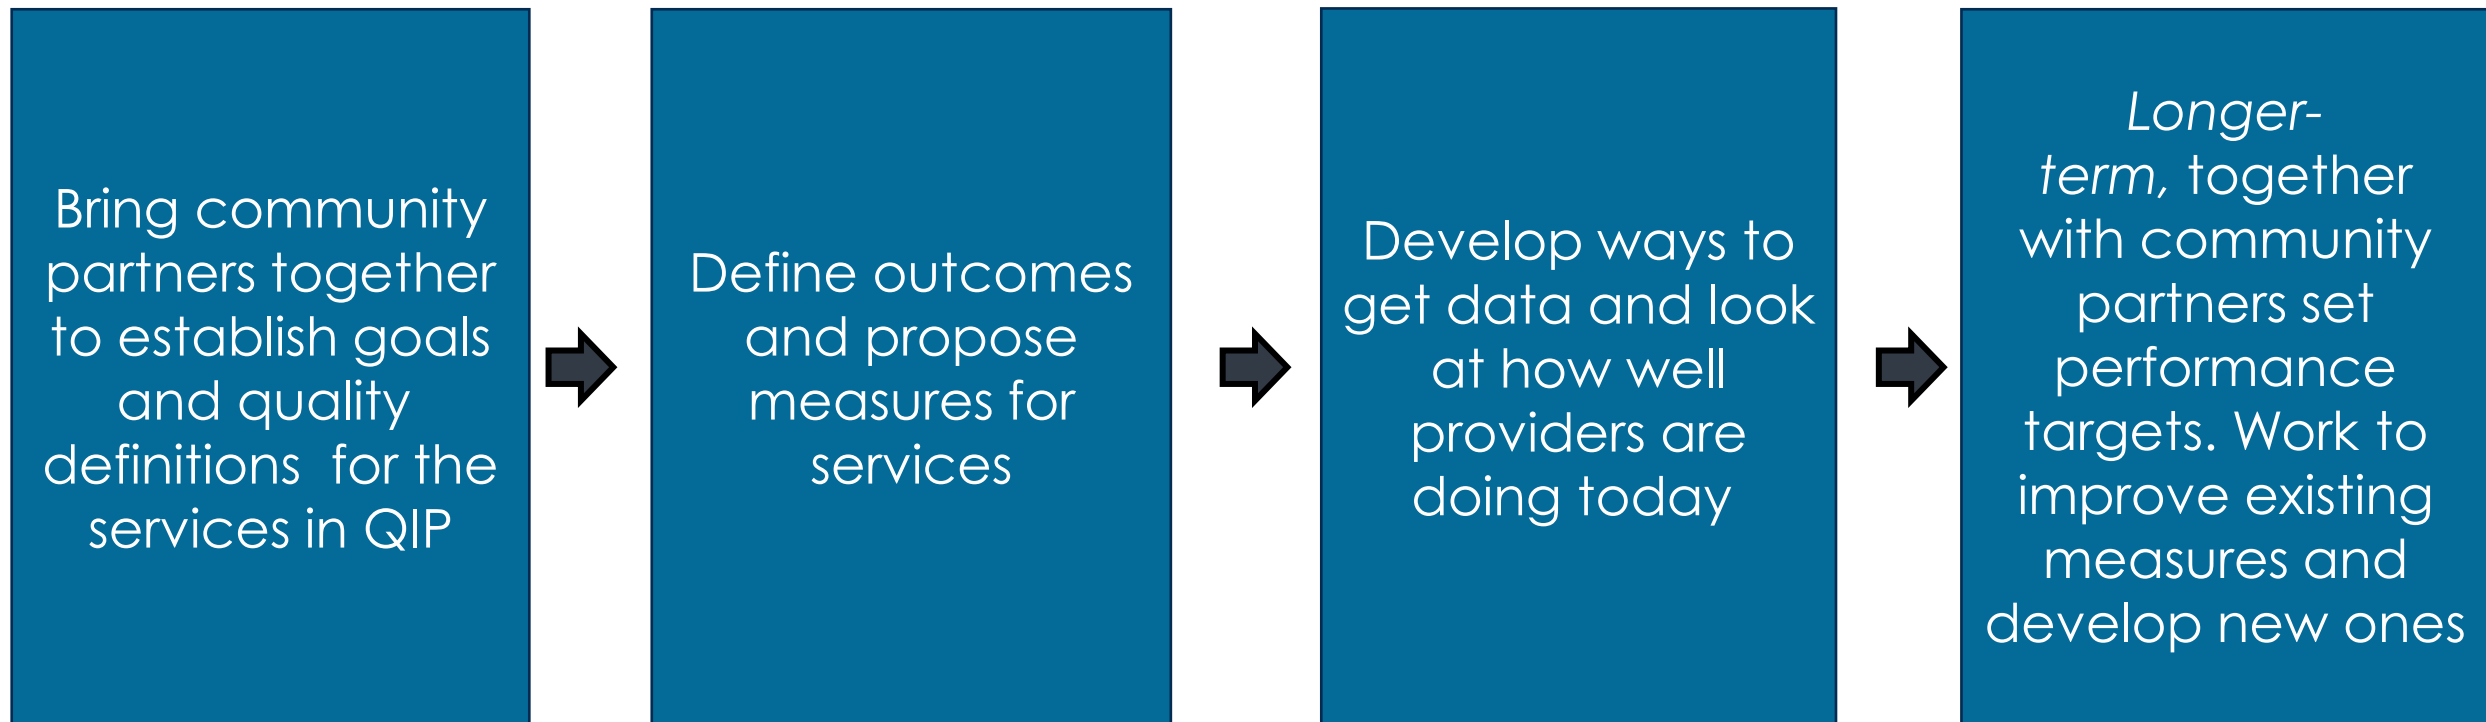 Bring community
partners together
to establish goals
and quality
definitions  for the
services in QIP
Define outcomes
and propose
measures for
services
Develop ways to
get data and look
at how well
providers are
doing today
Longer-
term, together
with community
partners set
performance
targets. Work to
improve existing
measures and
develop new ones